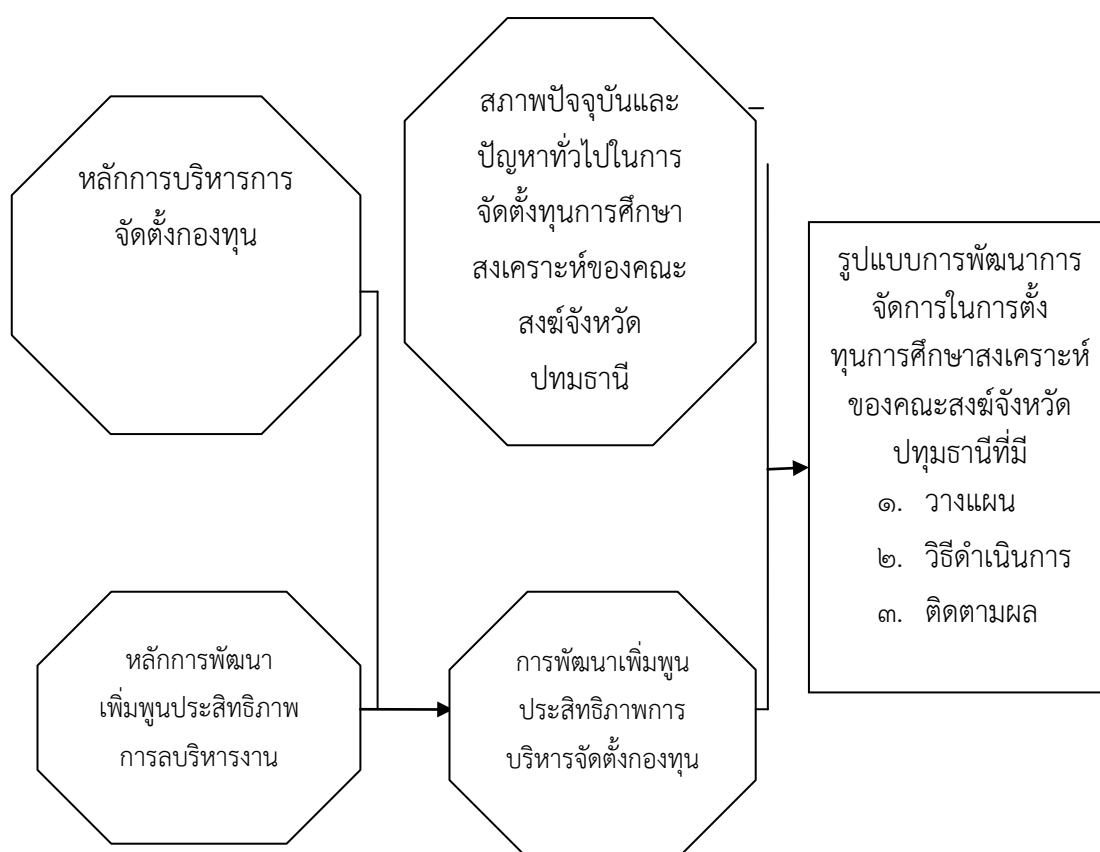 หลักการบริหารการ
จัดตั้งกองทุน
สภาพปัจจุบันและ
ปัญหาทั่วไปในการ
จัดตั้งทุนการศึกษา
สงเคราะห์ของคณะ
สงฆ์จังหวัด
ปทมธานี
รูปแบบการพัฒนาการ
จัดการในการตั้ง
ทุนการศึกษาสงเคราะห์
ของคณะสงฆ์จังหวัด
ปทุมธานีที่มี
๑. วางแผน
๒. วิธีดำเนินการ
๓. ติดตามผล
หลักการพัฒนา
เพิ่มพูนประสิทธิภาพ
การลบริหารงาน
การพัฒนาเพิ่มพูน
ประสิทธิภาพการ
บริหารจัดตั้งกองทุน